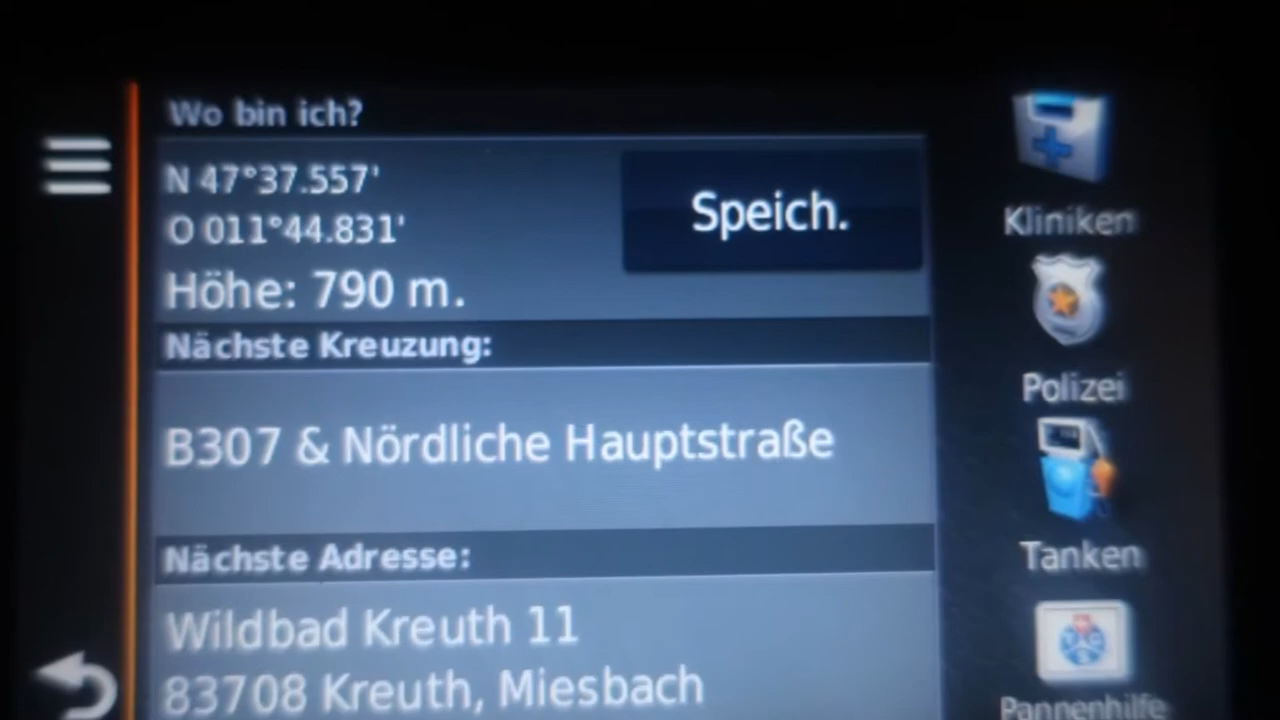 Wo bin ich?
N 47°37.557'
O 011°44.831'
Höhe: 790 m.
Speich.
Nächste Kreuzung:
B307 & Nördliche Hauptstraße
Nächste Adresse:
Wildbad Kreuth 11
83708 Kreuth, Miesbach
Kliniken
Polizei
Tanken
TCS
Pannenhilfe